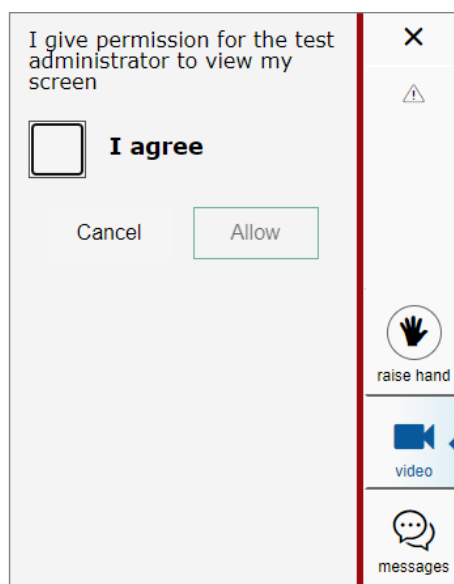 I give permission for the test
administrator to view my
screen
I agree
Cancel
Allow
raise hand
video
messages